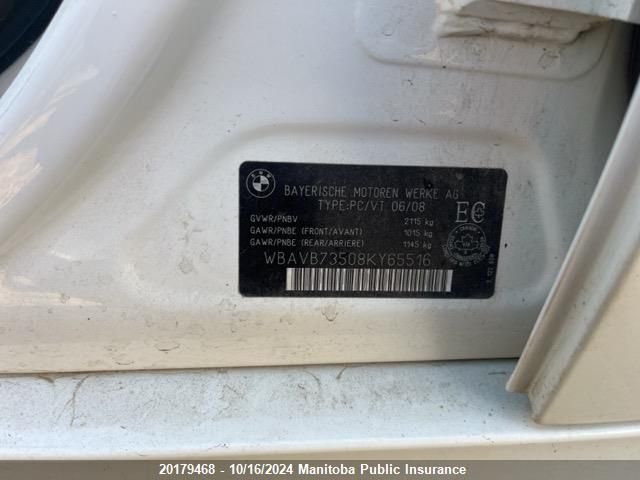 BMW
BAYERISCHE MOTOREN WERKE AG
TYPE:PC/VT 06/08
GVWR/PNBV 2115 kg
GAWR/PNBE (FRONT/AVANT) 1015 kg
GAWR/PNBE (REAR/ARRIERE) 1145 kg
WBAVB73508KY65516
20179468 - 10/16/2024 Manitoba Public Insurance